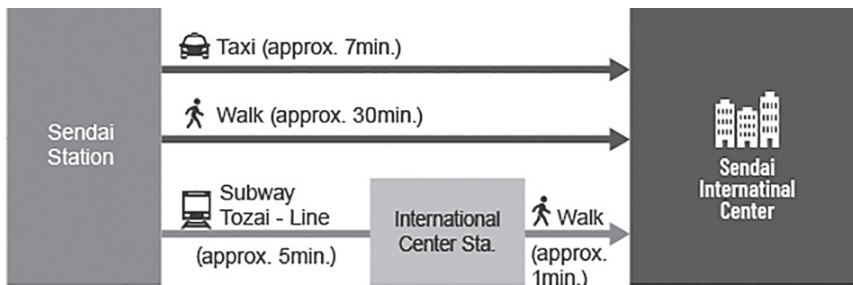 Sendai
Station
Taxi (approx. 7min.)
Walk (approx. 30min.)
Subway
Tozai - Line
(approx. 5min.)
International
Center Sta.
Walk
(approx.
1min.)
Sendai
Internatinal
Center